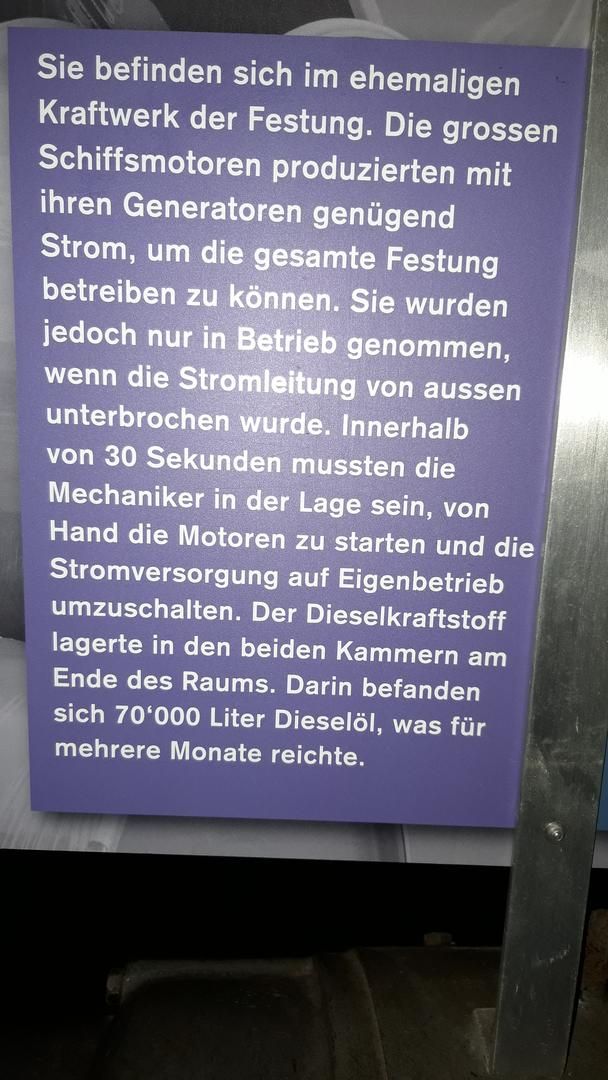 Sie befinden sich im ehemaligen
Kraftwerk der Festung. Die grossen
Schiffsmotoren produzierten mit
ihren Generatoren genügend
Strom, um die gesamte Festung
betreiben zu können. Sie wurden
jedoch nur in Betrieb genommen,
wenn die Stromleitung von aussen
unterbrochen wurde. Innerhalb
von 30 Sekunden mussten die
Mechaniker in der Lage sein, von
Hand die Motoren zu starten und die
Stromversorgung auf Eigenbetrieb
umzuschalten. Der Dieselkraftstoff
lagerte in den beiden Kammern am
Ende des Raums. Darin befanden
sich 70‘000 Liter Dieselöl, was für
mehrere Monate reichte.